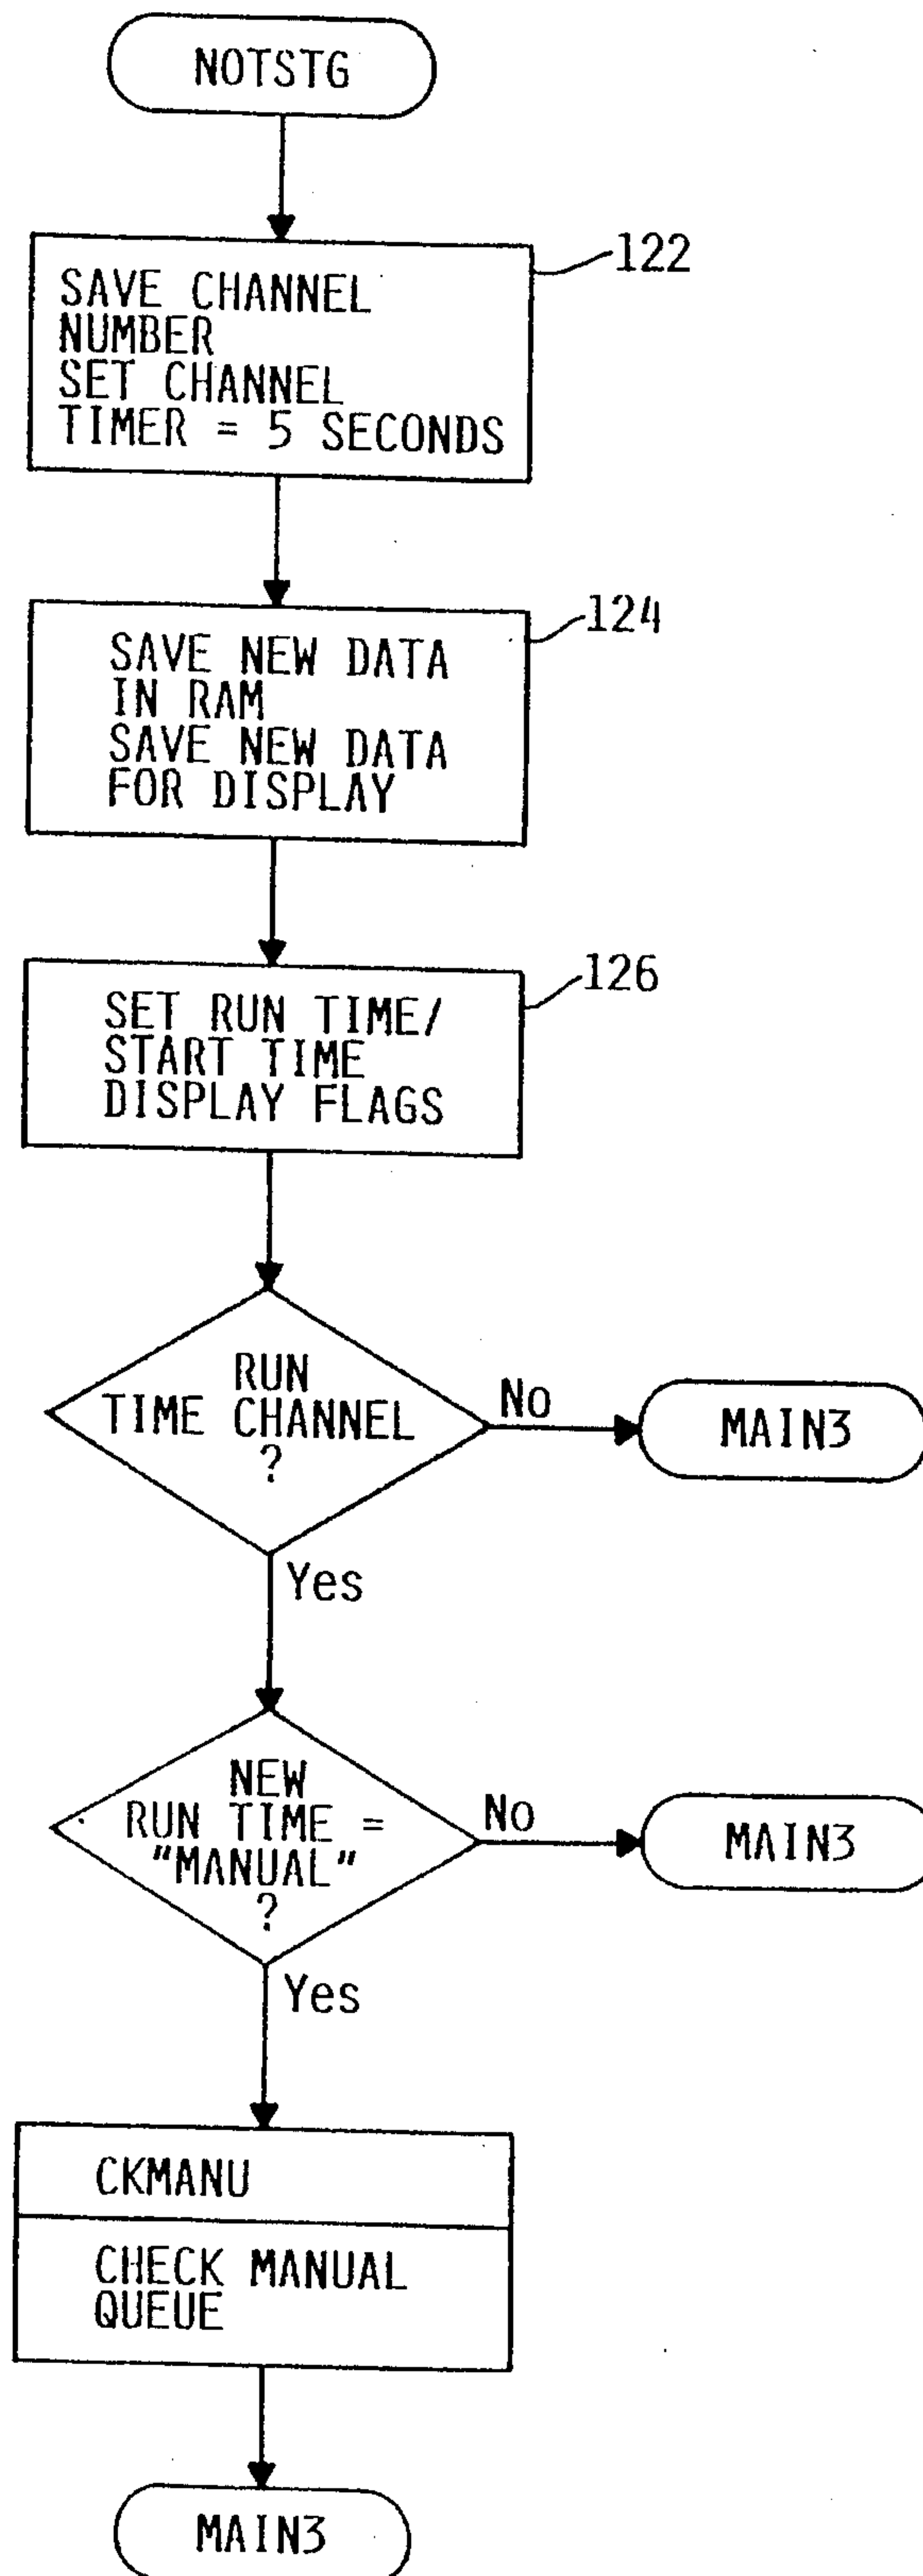 NOTSTG
122
SAVE CHANNEL
NUMBER
SET CHANNEL
TIMER = 5 SECONDS
124
SAVE NEW DATA
IN RAM
SAVE NEW DATA
FOR DISPLAY
126
SET RUN TIME/
START TIME
DISPLAY FLAGS
RUN
TIME CHANNEL
?
No
MAIN3
Yes
NEW
RUN TIME =
"MANUAL"
?
No
MAIN3
Yes
CKMANU
CHECK MANUAL
QUEUE
MAIN3